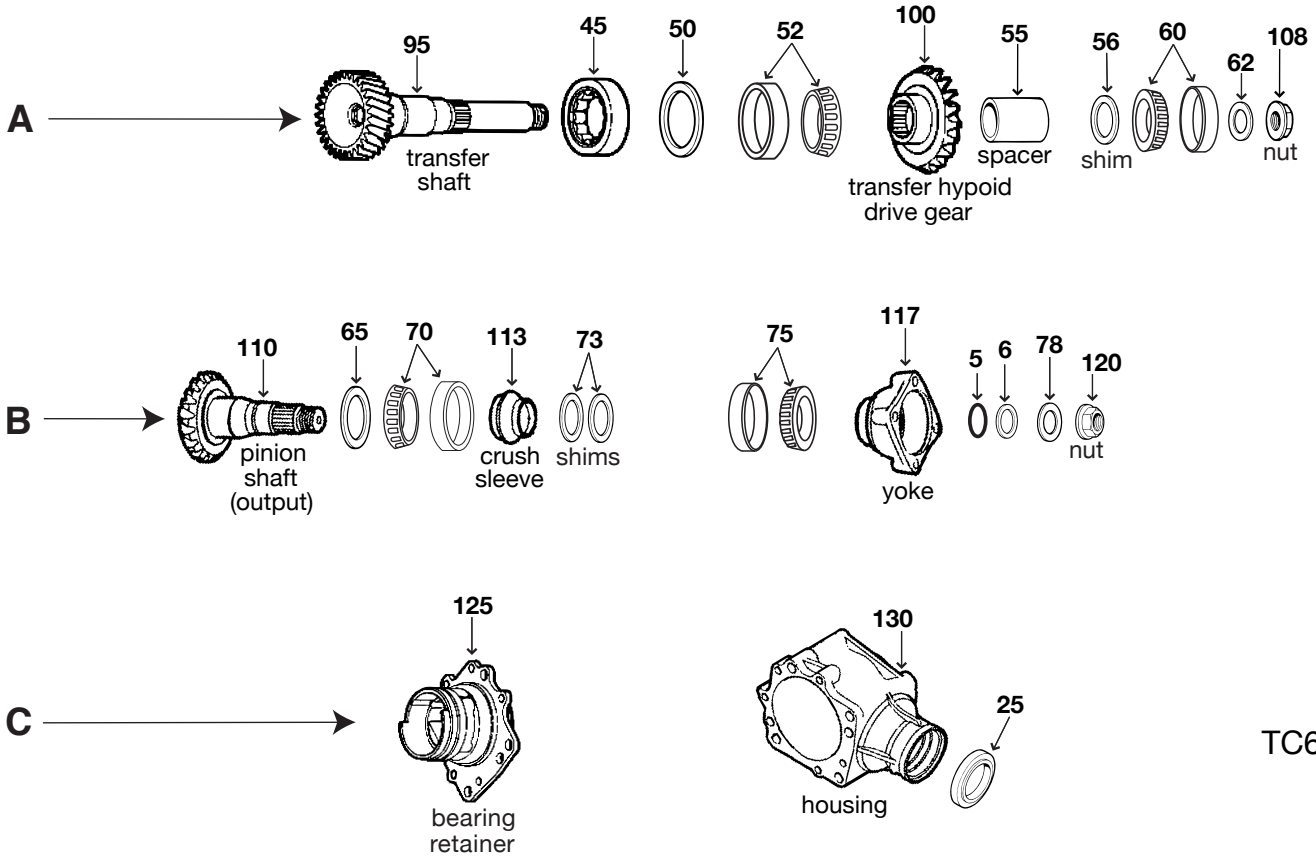 95
45
50
52
100
55
56
60
62
108
A
transfer
shaft
transfer hypoid
drive gear
spacer
shim
nut
110
65
70
113
73
75
117
5
6
78
120
B
pinion
shaft
(output)
crush
sleeve
shims
yoke
nut
125
130
25
C
TC6
bearing
retainer
housing